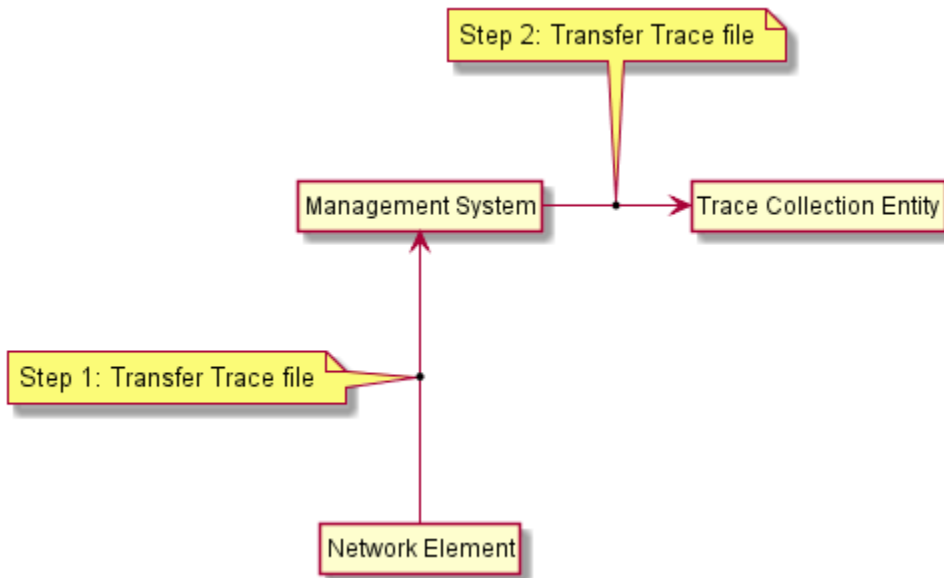 Step 2: Transfer Trace file
Management System
Trace Collection Entity
Step 1: Transfer Trace file
Network Element